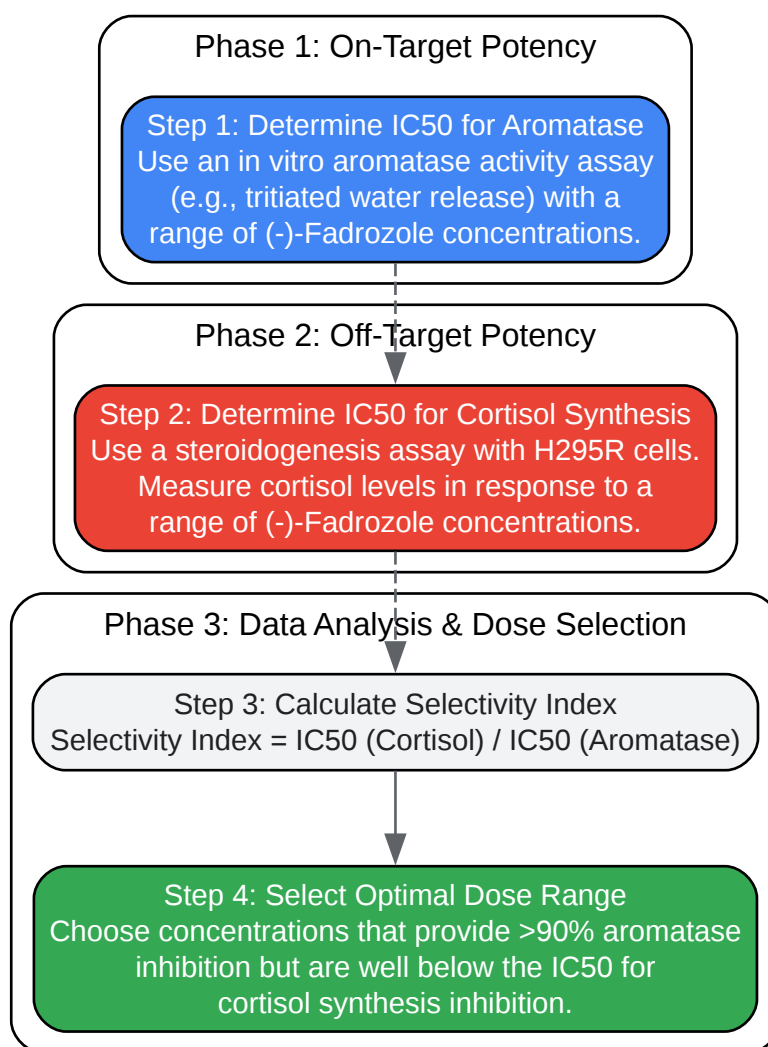 Phase 1: On-Target Potency
Step 1: Determine IC50 for Aromatase
Use an in vitro aromatase activity assay
(e.g., tritiated water release) with a
range of (-)-Fadrozole concentrations.
Phase 2: Off-Target Potency
Step 2: Determine IC50 for Cortisol Synthesis
Use a steroidogenesis assay with H295R cells.
Measure cortisol levels in response to a
range of (-)-Fadrozole concentrations.
Phase 3: Data Analysis & Dose Selection
Step 3: Calculate Selectivity Index
Selectivity Index = IC50 (Cortisol) / IC50 (Aromatase)
Step 4: Select Optimal Dose Range
Choose concentrations that provide >90% aromatase
inhibition but are well below the IC50 for
cortisol synthesis inhibition.